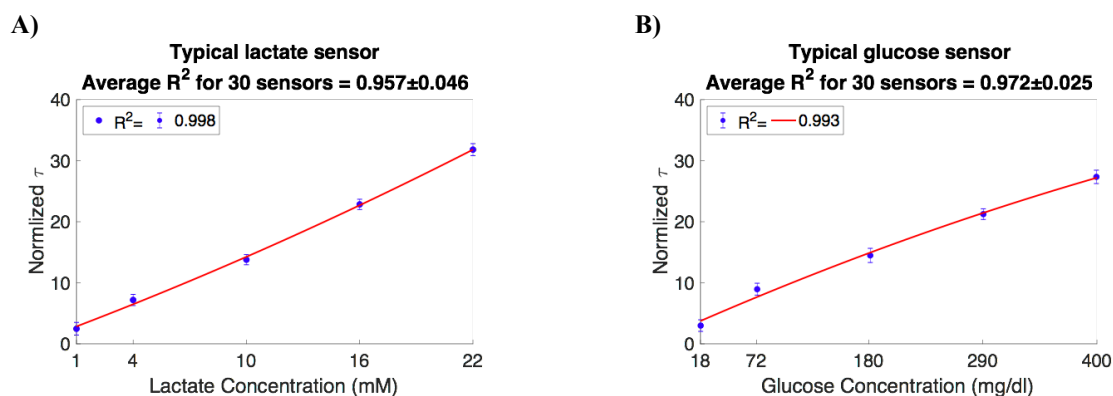 A)
Typical lactate sensor
Average R² for 30 sensors = 0.957±0.046
40
30
20
10
0
R²= 0.998
Normlized τ
1 4 10 16 22
Lactate Concentration (mM)
B)
Typical glucose sensor
Average R² for 30 sensors = 0.972±0.025
40
30
20
10
0
R²= 0.993
Normlized τ
18 72 180 290 400
Glucose Concentration (mg/dl)